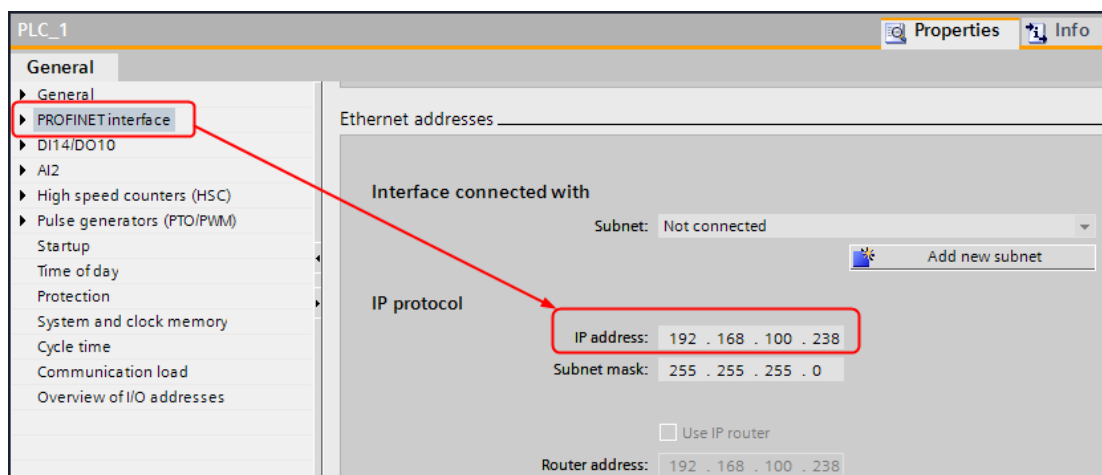 PLC_1
Properties
Info
General
General
PROFINET interface
DI14/DO10
AI2
High speed counters (HSC)
Pulse generators (PTO/PWM)
Startup
Time of day
Protection
System and clock memory
Cycle time
Communication load
Overview of I/O addresses
Ethernet addresses
Interface connected with
Subnet: Not connected
Add new subnet
IP protocol
IP address: 192 . 168 . 100 . 238
Subnet mask: 255 . 255 . 255 . 0
Use IP router
Router address: 192 . 168 . 100 . 238